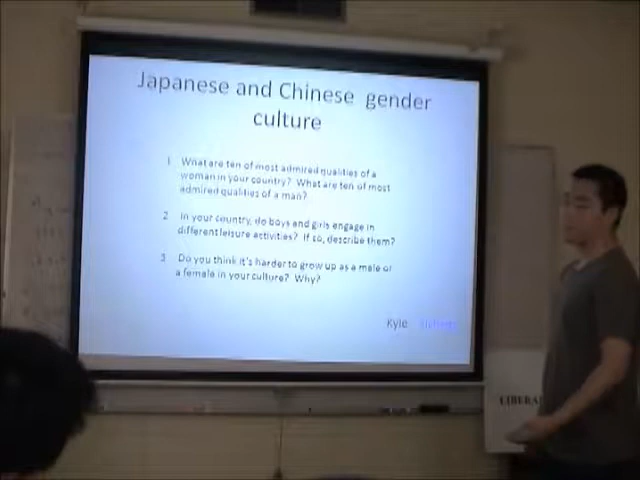 Japanese and Chinese gender
culture
1 What are ten of most admired qualities of a
woman in your country? What are ten of most
admired qualities of a man?
2 In your country, do boys and girls engage in
different leisure activities? If so, describe them?
3 Do you think it's harder to grow up as a male or
a female in your culture? Why?
Kyle
LIBERA